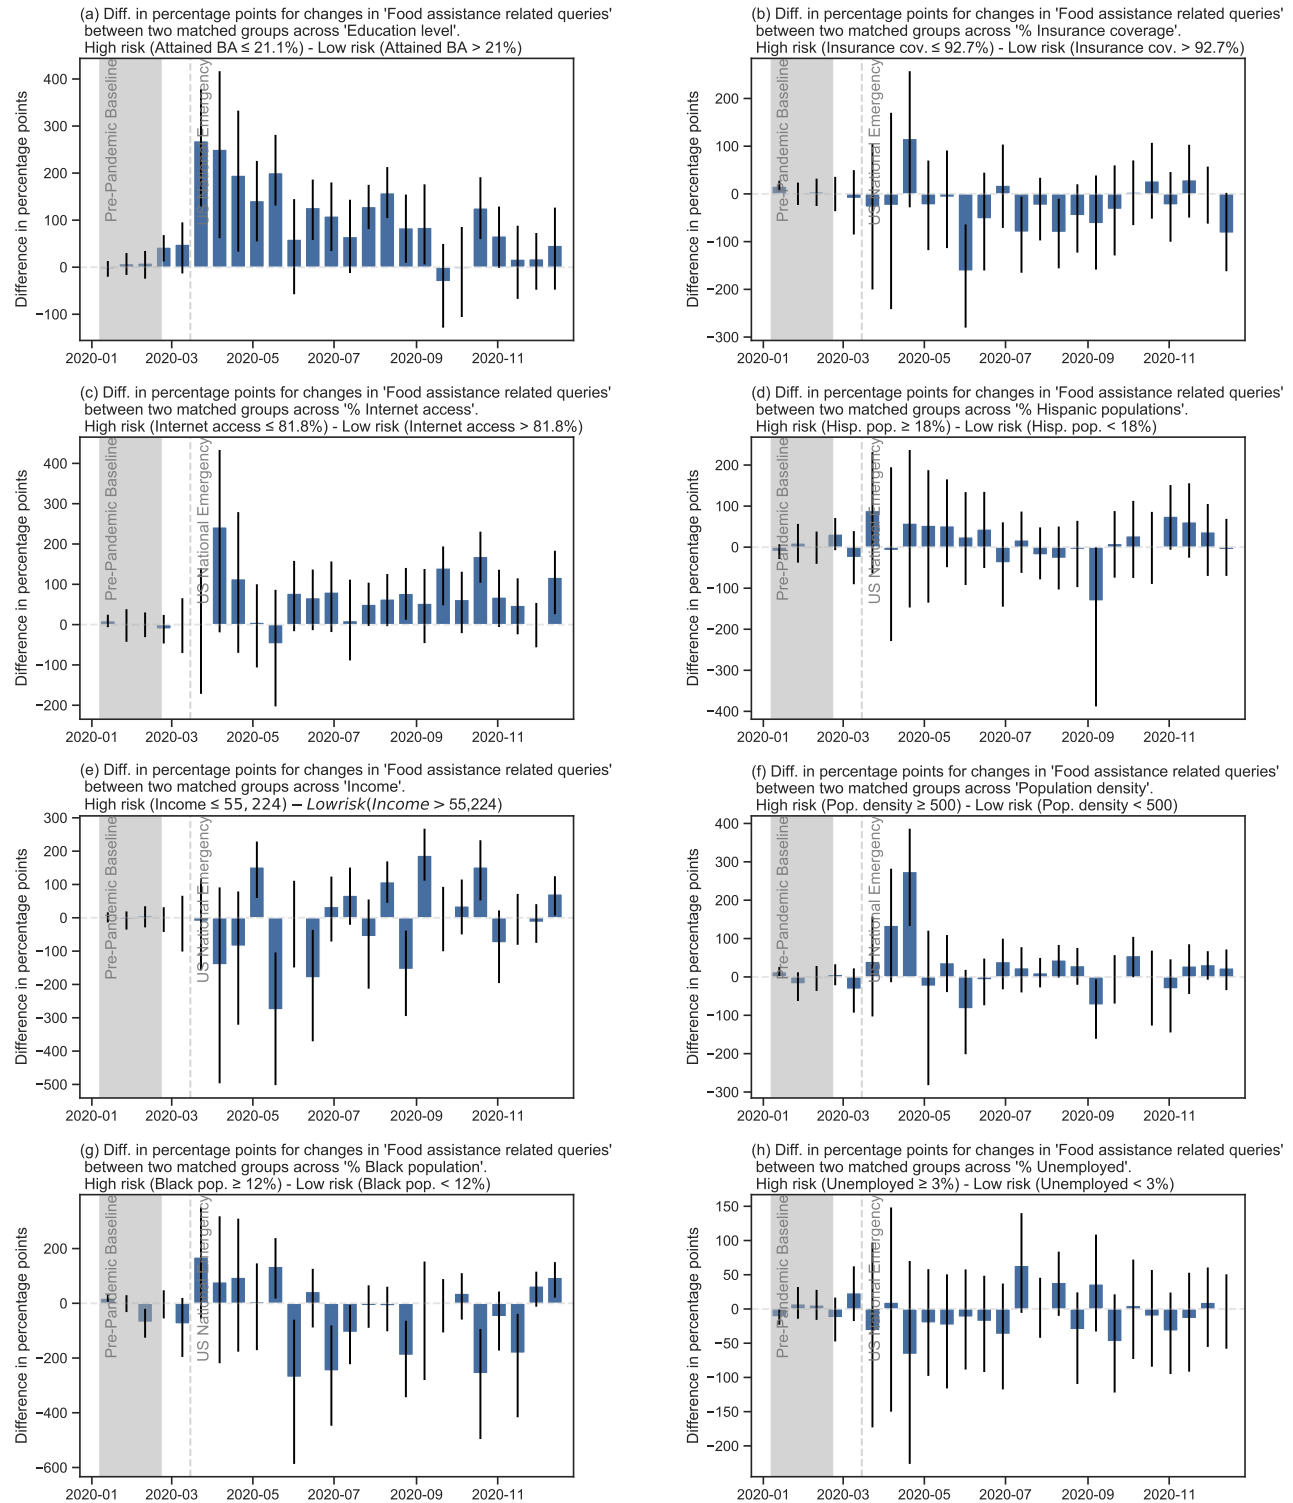 (a) Diff. in percentage points for changes in 'Food assistance related queries'
between two matched groups across 'Education level'.
High risk (Attained BA ≤ 21.1%) - Low risk (Attained BA > 21%)
Difference in percentage points
400
300
200
100
0
−100
Pre-Pandemic Baseline
US National Emergency
2020-01
2020-03
2020-05
2020-07
2020-09
2020-11
(b) Diff. in percentage points for changes in 'Food assistance related queries'
between two matched groups across '% Insurance coverage'.
High risk (Insurance cov. ≤ 92.7%) - Low risk (Insurance cov. > 92.7%)
Difference in percentage points
200
100
0
−100
−200
−300
Pre-Pandemic Baseline
US National Emergency
2020-01
2020-03
2020-05
2020-07
2020-09
2020-11
(c) Diff. in percentage points for changes in 'Food assistance related queries'
between two matched groups across '% Internet access'.
High risk (Internet access ≤ 81.8%) - Low risk (Internet access > 81.8%)
Difference in percentage points
400
300
200
100
0
−100
−200
Pre-Pandemic Baseline
US National Emergency
2020-01
2020-03
2020-05
2020-07
2020-09
2020-11
(d) Diff. in percentage points for changes in 'Food assistance related queries'
between two matched groups across '% Hispanic populations'.
High risk (Hisp. pop. ≥ 18%) - Low risk (Hisp. pop. < 18%)
Difference in percentage points
200
100
0
−100
−200
−300
−400
Pre-Pandemic Baseline
US National Emergency
2020-01
2020-03
2020-05
2020-07
2020-09
2020-11
(e) Diff. in percentage points for changes in 'Food assistance related queries'
between two matched groups across 'Income'.
High risk (Income ≤ 55, 224) − Lowrisk(Income > 55,224)
Difference in percentage points
300
200
100
0
−100
−200
−300
−400
−500
Pre-Pandemic Baseline
US National Emergency
2020-01
2020-03
2020-05
2020-07
2020-09
2020-11
(f) Diff. in percentage points for changes in 'Food assistance related queries'
between two matched groups across 'Population density'.
High risk (Pop. density ≥ 500) - Low risk (Pop. density < 500)
Difference in percentage points
400
300
200
100
0
−100
−200
−300
Pre-Pandemic Baseline
US National Emergency
2020-01
2020-03
2020-05
2020-07
2020-09
2020-11
(g) Diff. in percentage points for changes in 'Food assistance related queries'
between two matched groups across '% Black population'.
High risk (Black pop. ≥ 12%) - Low risk (Black pop. < 12%)
Difference in percentage points
200
0
−200
−400
−600
Pre-Pandemic Baseline
US National Emergency
2020-01
2020-03
2020-05
2020-07
2020-09
2020-11
(h) Diff. in percentage points for changes in 'Food assistance related queries'
between two matched groups across '% Unemployed'.
High risk (Unemployed ≥ 3%) - Low risk (Unemployed < 3%)
Difference in percentage points
150
100
50
0
−50
−100
−150
−200
Pre-Pandemic Baseline
US National Emergency
2020-01
2020-03
2020-05
2020-07
2020-09
2020-11